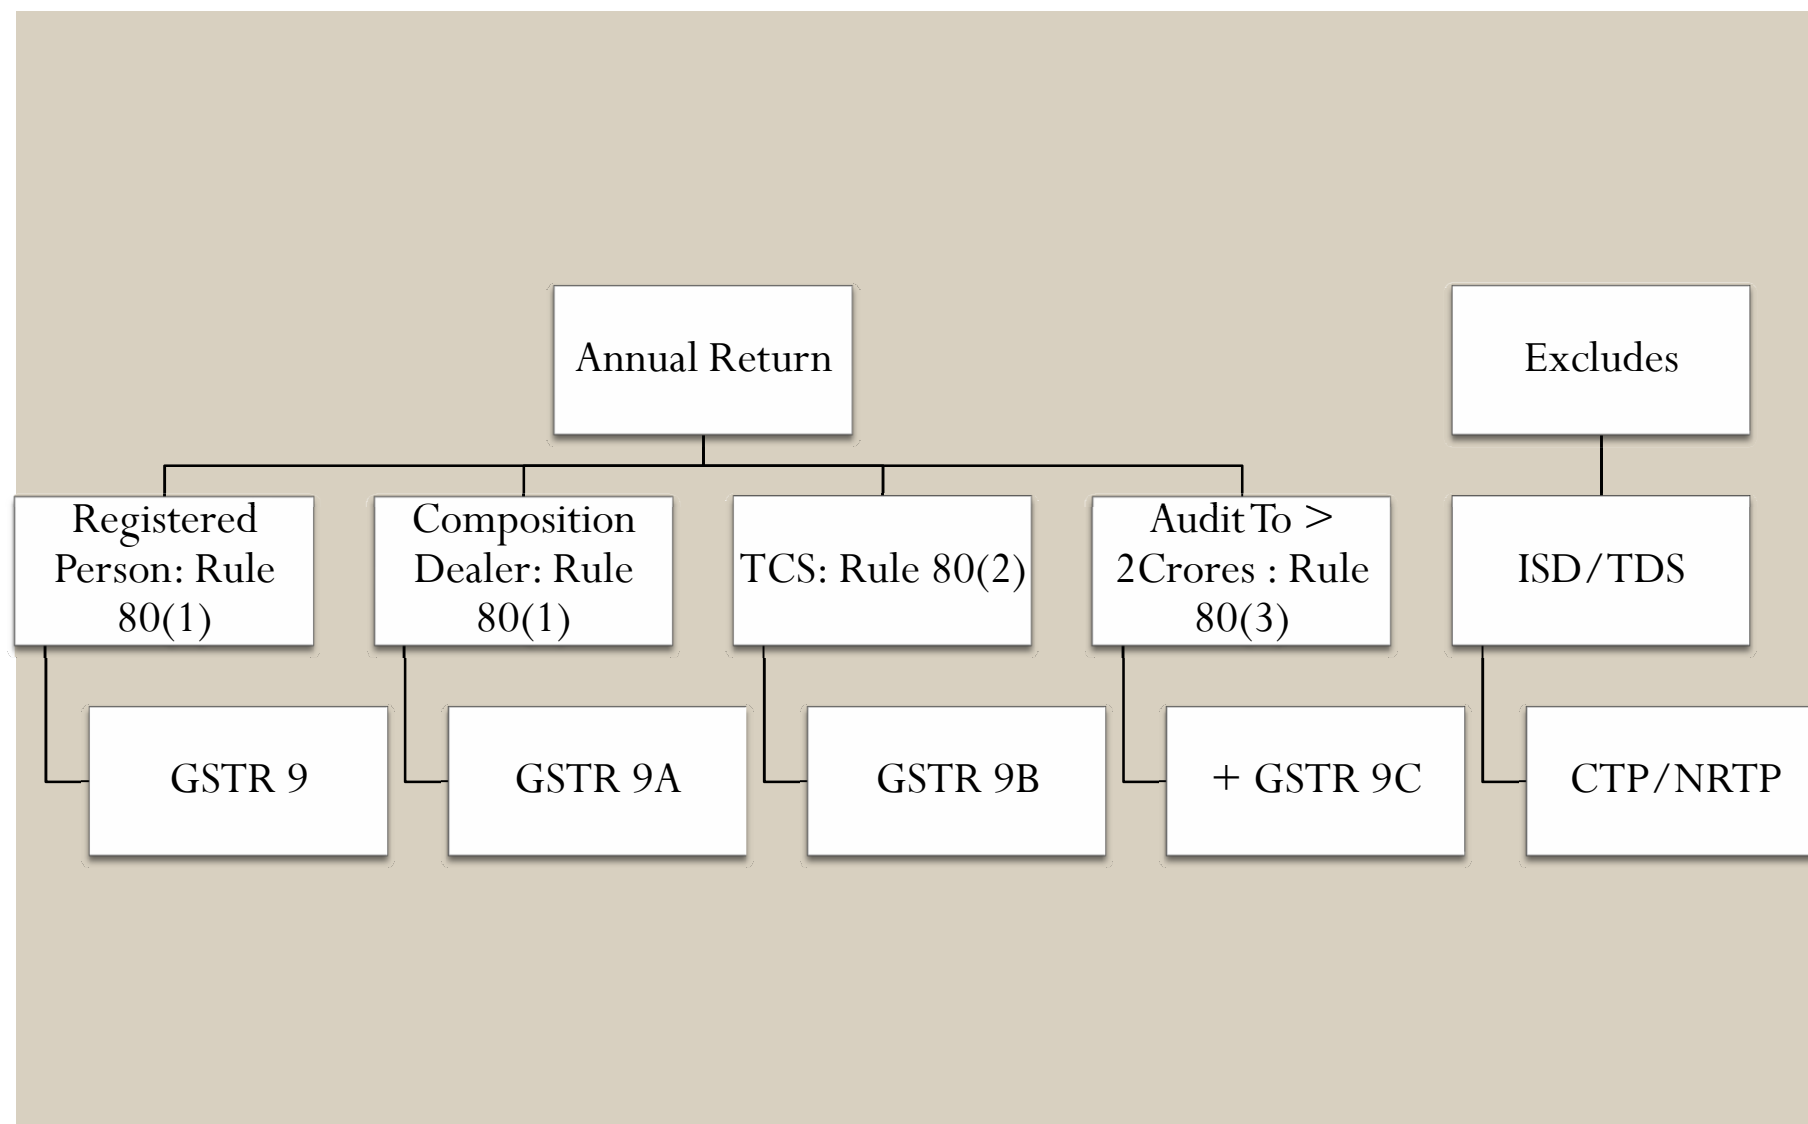 Annual Return
Excludes
Registered
Person: Rule
80(1)
Composition
Dealer: Rule
80(1)
TCS: Rule 80(2)
Audit To >
2Crores : Rule
80(3)
ISD/TDS
GSTR 9
GSTR 9A
GSTR 9B
+ GSTR 9C
CTP/NRTP